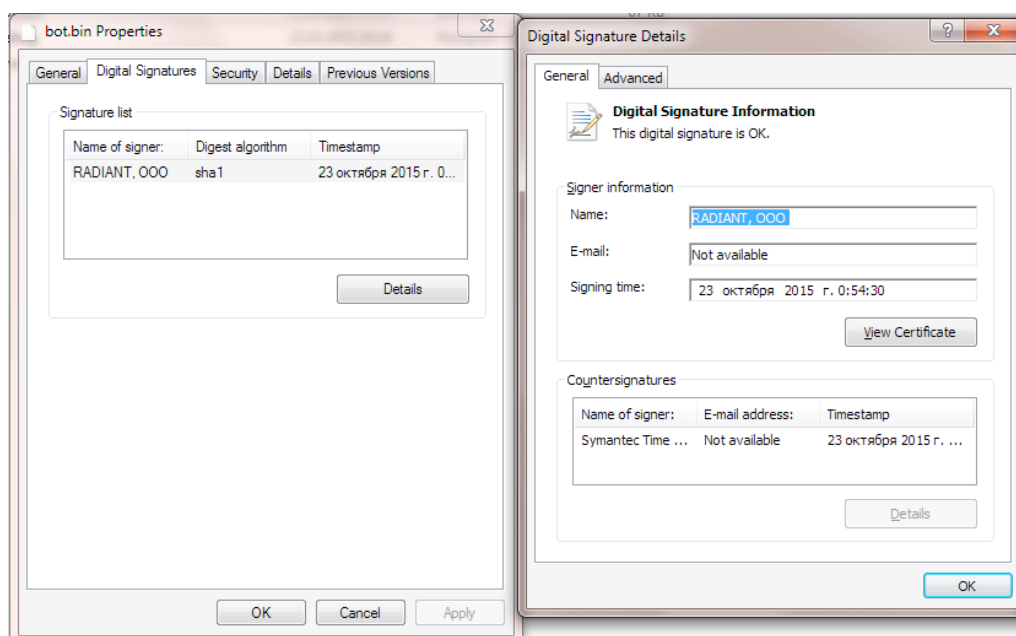 bot.bin Properties
General Digital Signatures Security Details Previous Versions
Signature list
Name of signer: Digest algorithm Timestamp
RADIANT, OOO sha1 23 октября 2015 г. 0...
Details
OK Cancel Apply
Digital Signature Details
General Advanced
Digital Signature Information
This digital signature is OK.
Signer information
Name: RADIANT, OOO
E-mail: Not available
Signing time: 23 октября 2015 г. 0:54:30
View Certificate
Countersignatures
Name of signer: E-mail address: Timestamp
Symantec Time ... Not available 23 октября 2015 г. ...
Details
OK